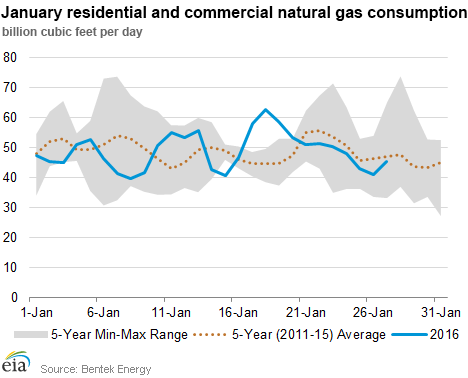 January residential and commercial natural gas consumption
billion cubic feet per day
80
70
60
50
40
30
20
10
0
1-Jan 6-Jan 11-Jan 16-Jan 21-Jan 26-Jan 31-Jan
5-Year Min-Max Range 5-Year (2011-15) Average 2016
eia Source: Bentek Energy